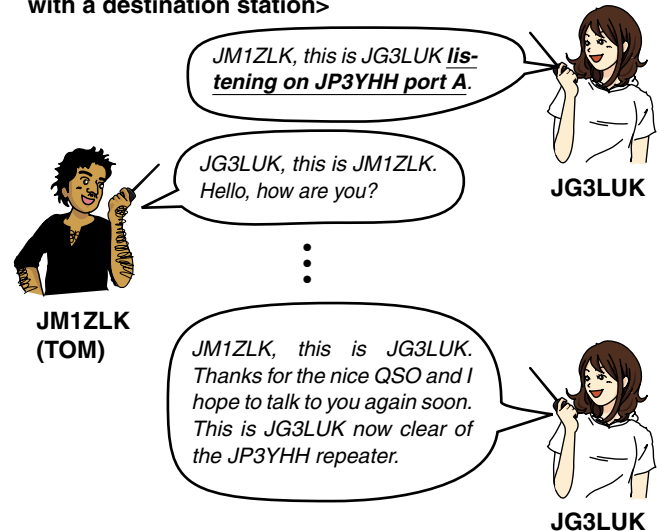 with a destination station>
JM1ZLK, this is JG3LUK lis-
tening on JP3YHH port A.
JG3LUK
JG3LUK, this is JM1ZLK.
Hello, how are you?
JM1ZLK
(TOM)
JM1ZLK, this is JG3LUK.
Thanks for the nice QSO and I
hope to talk to you again soon.
This is JG3LUK now clear of
the JP3YHH repeater.
JG3LUK